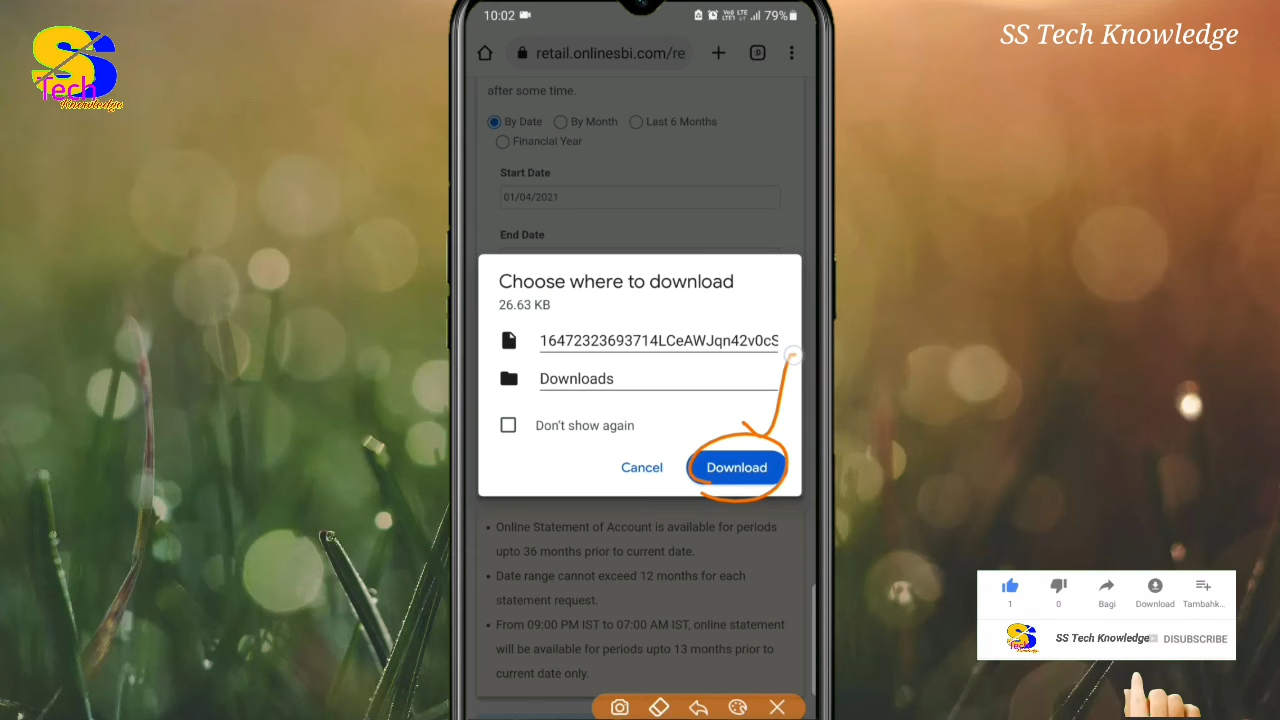 10:02
VoD LTE
LTE1
79%
SS Tech Knowledge
S S
Tech
Knowledge
retail.onlinesbi.com/re
:D
after some time.
By Date By Month Last 6 Months
Financial Year
Start Date
01/04/2021
End Date
Choose where to download
26.63 KB
16472323693714LCeAWJqn42v0cS
Downloads
Don't show again
Cancel Download
• Online Statement of Account is available for periods
upto 36 months prior to current date.
• Date range cannot exceed 12 months for each
statement request.
• From 09:00 PM IST to 07:00 AM IST, online statement
will be available for periods upto 13 months prior to
current date only.
1 0 Bagi Download Tambahk...
SS Tech Knowledge DISUBSCRIBE